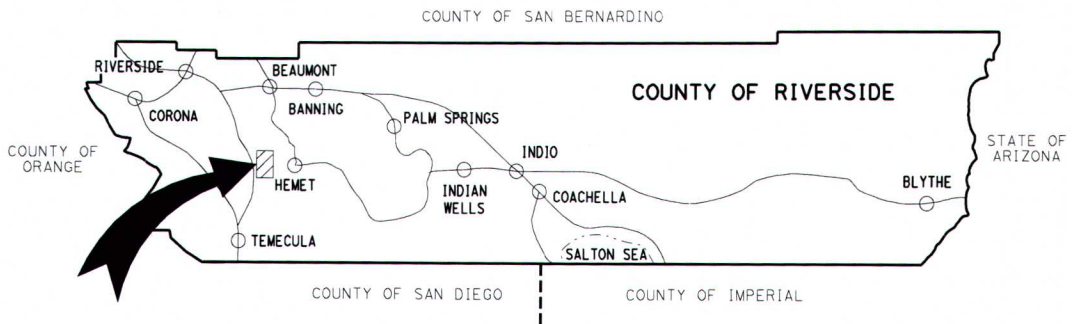 COUNTY OF SAN BERNARDINO
RIVERSIDE
BEAUMONT
COUNTY OF RIVERSIDE
CORONA
BANNING
PALM SPRINGS
COUNTY OF
ORANGE
STATE OF
ARIZONA
INDIO
HEMET
INDIAN
WELLS
COACHELLA
BLYTHE
TEMECULA
SALTON SEA
COUNTY OF SAN DIEGO
COUNTY OF IMPERIAL